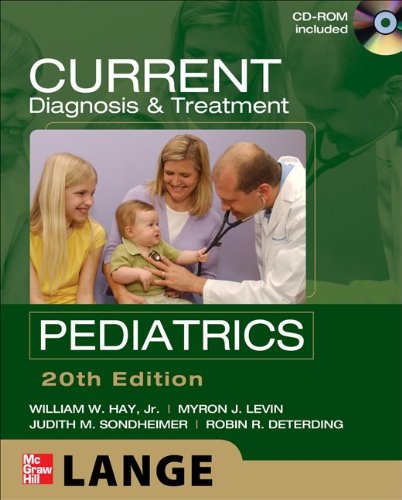 CD-ROM
included
CURRENT
Diagnosis & Treatment
PEDIATRICS
20th Edition
WILLIAM W. HAY, Jr. | MYRON J. LEVIN
JUDITH M. SONDHEIMER | ROBIN R. DETERDING
Mc
Graw
Hill
LANGE